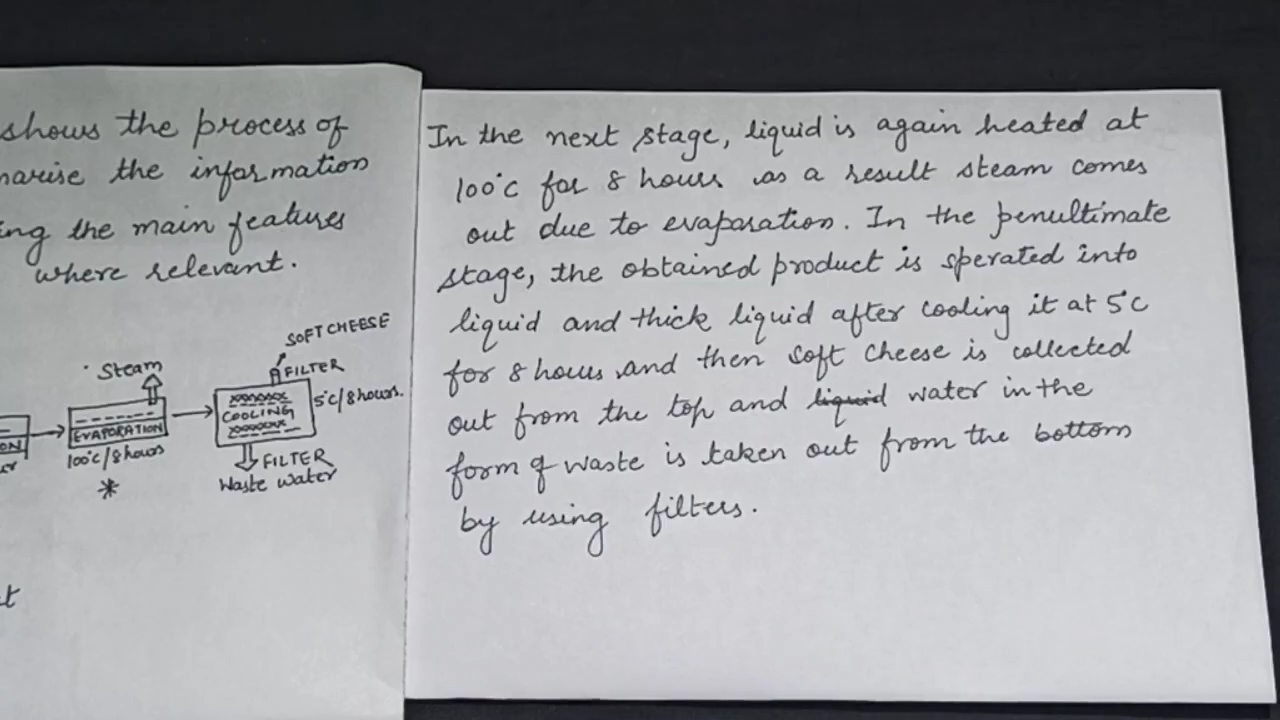 shows the process of
marise the information
ing the main features
where relevant.
SOFT CHEESE
Steam
FILTER
COOLING
5°C/8 hours.
ON
EVAPORATION
100°C/8 hours
FILTER
Waste water
*
In the next stage, liquid is again heated at
100°C for 8 hours as a result steam comes
out due to evaporation. In the penultimate
stage, the obtained product is sperated into
liquid and thick liquid after cooling it at 5°C
for 8 hours and then soft cheese is collected
out from the top and liquid water in the
form of waste is taken out from the bottom
by using filters.